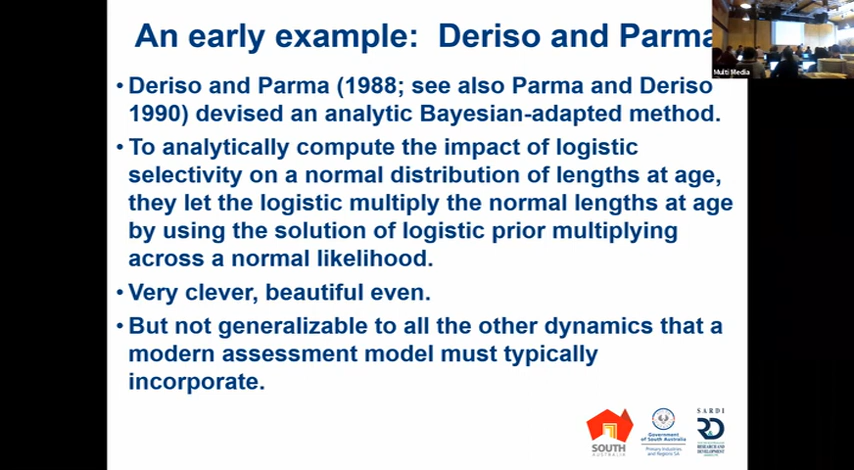 An early example: Deriso and Parma
Multi Media
• Deriso and Parma (1988; see also Parma and Deriso
1990) devised an analytic Bayesian-adapted method.
• To analytically compute the impact of logistic
selectivity on a normal distribution of lengths at age,
they let the logistic multiply the normal lengths at age
by using the solution of logistic prior multiplying
across a normal likelihood.
• Very clever, beautiful even.
• But not generalizable to all the other dynamics that a
modern assessment model must typically
incorporate.
SOUTH
AUSTRALIA
Government
of South Australia
Primary Industries
and Regions SA
SARDI
RESEARCH AND
DEVELOPMENT